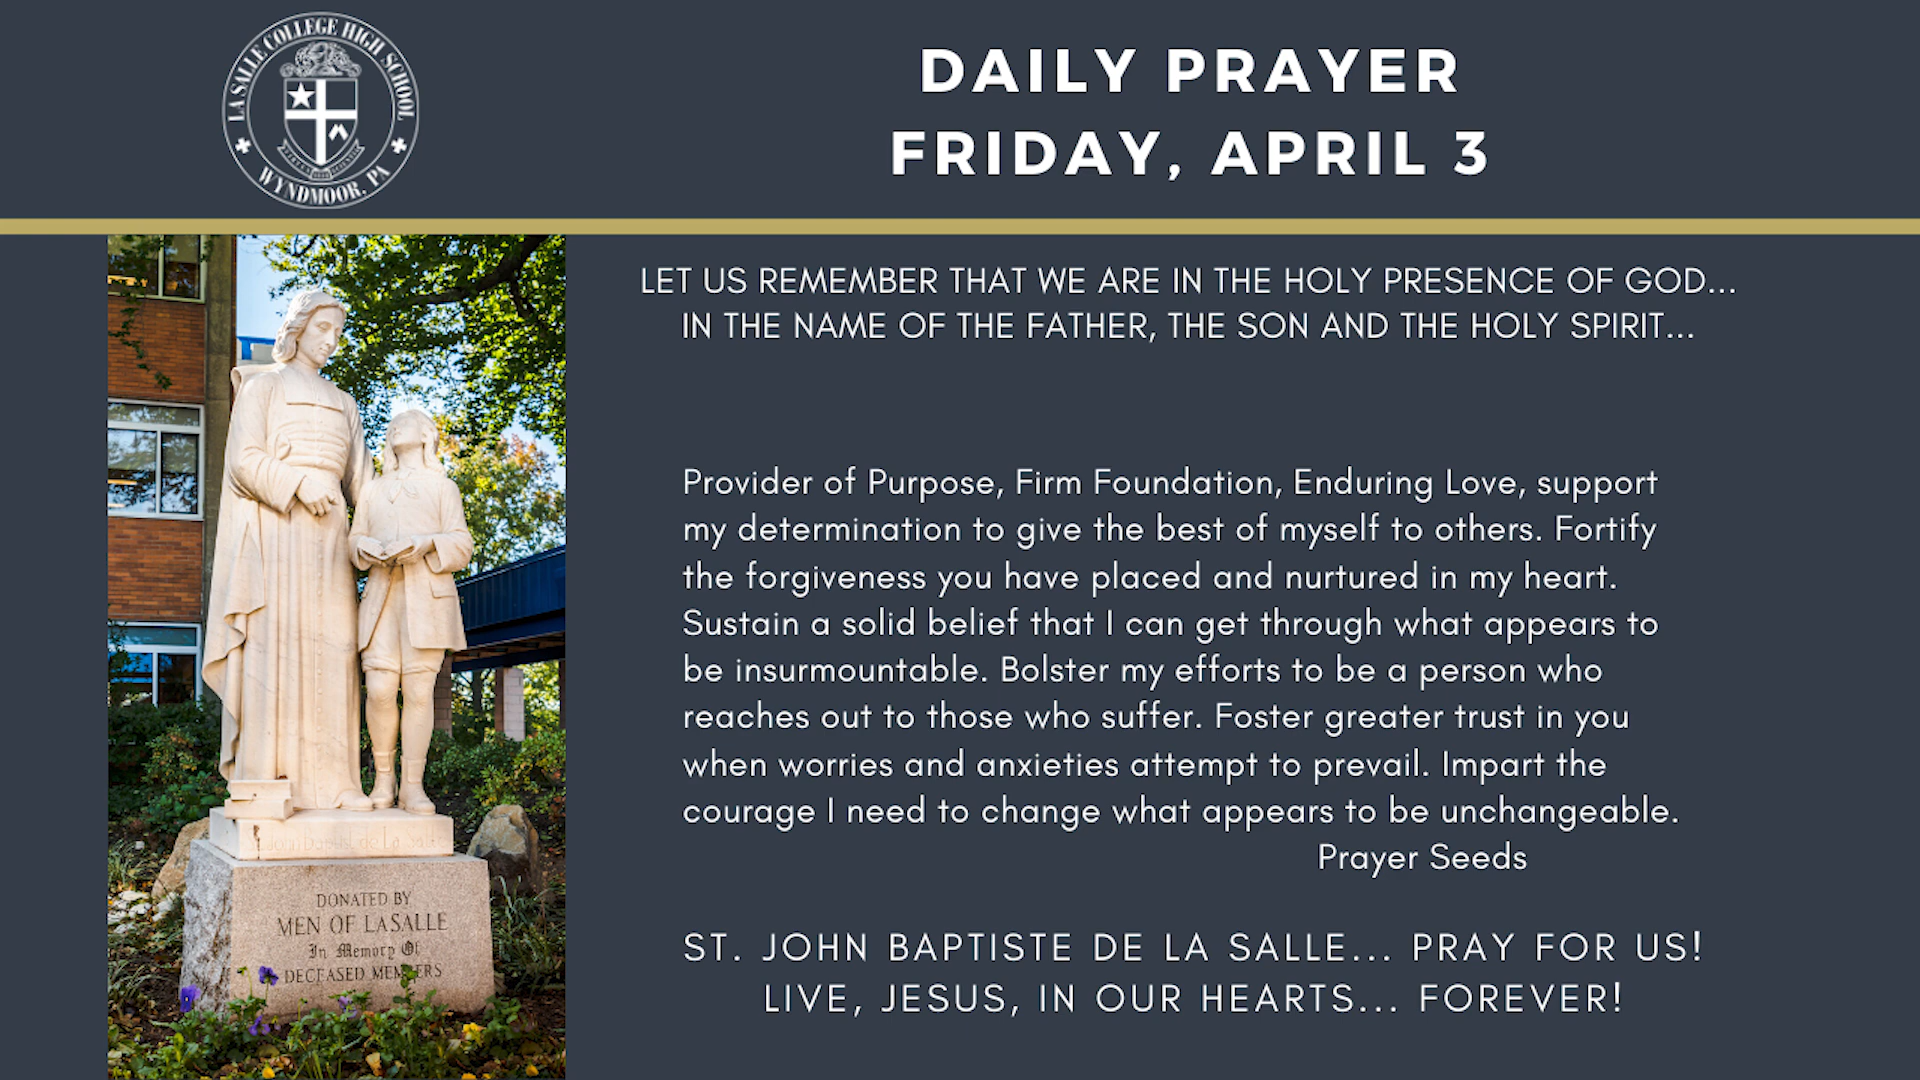 LA SALLE COLLEGE HIGH SCHOOL
WYNDMOOR, PA
DAILY PRAYER
FRIDAY, APRIL 3
LET US REMEMBER THAT WE ARE IN THE HOLY PRESENCE OF GOD...
IN THE NAME OF THE FATHER, THE SON AND THE HOLY SPIRIT...
Provider of Purpose, Firm Foundation, Enduring Love, support
my determination to give the best of myself to others. Fortify
the forgiveness you have placed and nurtured in my heart.
Sustain a solid belief that I can get through what appears to
be insurmountable. Bolster my efforts to be a person who
reaches out to those who suffer. Foster greater trust in you
when worries and anxieties attempt to prevail. Impart the
courage I need to change what appears to be unchangeable.
Prayer Seeds
ST. JOHN BAPTISTE DE LA SALLE... PRAY FOR US!
LIVE, JESUS, IN OUR HEARTS... FOREVER!
St. John Baptist de La Salle
DONATED BY
MEN OF LASALLE
In Memory Of
DECEASED MEMBERS